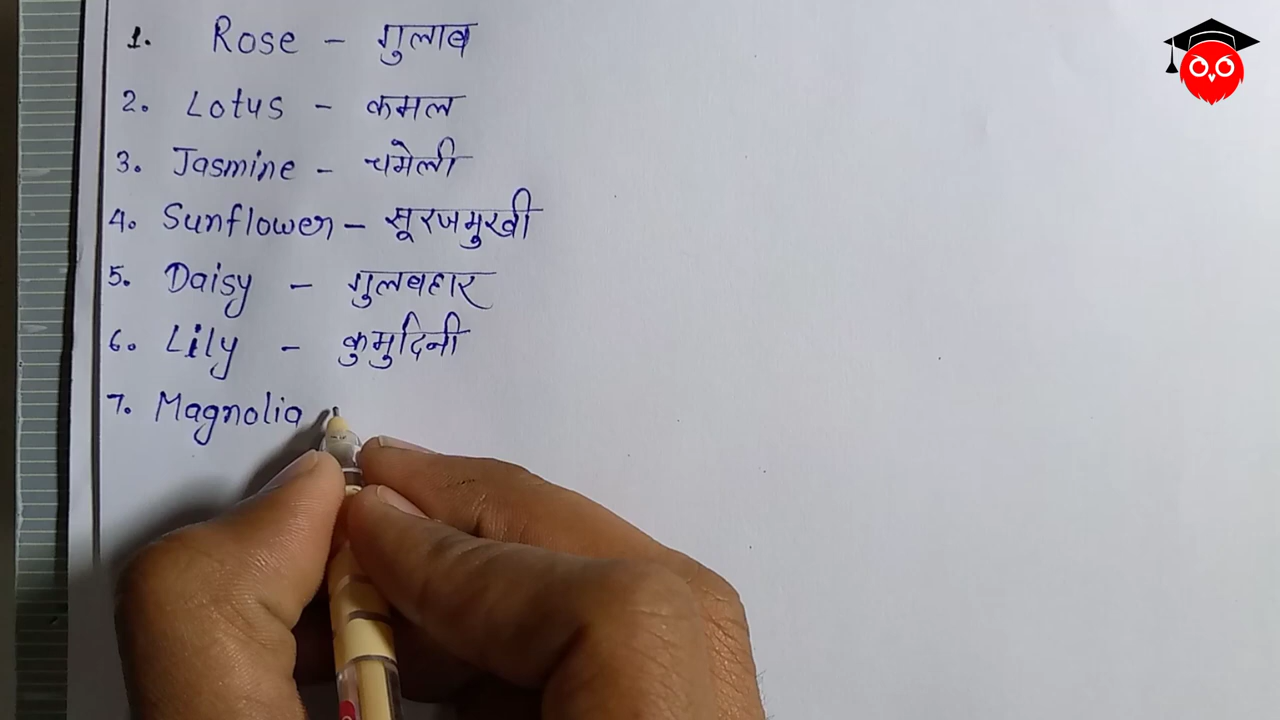 1. Rose - गुलाब
2. Lotus - कमल
3. Jasmine - चमेली
4. Sunflower - सूरजमुखी
5. Daisy - गुलबहार
6. Lily - कुमुदिनी
7. Magnolia